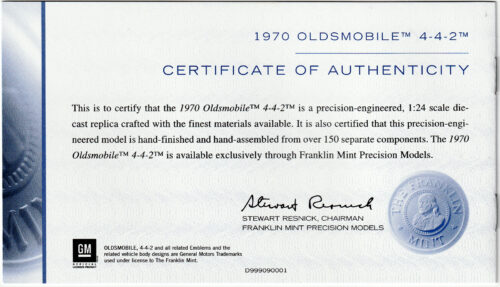 1970 OLDSMOBILE™ 4-4-2™
CERTIFICATE OF AUTHENTICITY
This is to certify that the 1970 Oldsmobile™ 4-4-2™ is a precision-engineered, 1:24 scale die-
cast replica crafted with the finest materials available. It is also certified that this precision-engi-
neered model is hand-finished and hand-assembled from over 150 separate components. The 1970
Oldsmobile™ 4-4-2™ is available exclusively through Franklin Mint Precision Models.
Stewart Resnick
STEWART RESNICK, CHAIRMAN
FRANKLIN MINT PRECISION MODELS
THE FRANKLIN
MINT
GM
OFFICIAL
LICENSED PRODUCT
OLDSMOBILE, 4-4-2 and all related Emblems and the
related vehicle body designs are General Motors Trademarks
used under license to The Franklin Mint.
D999090001